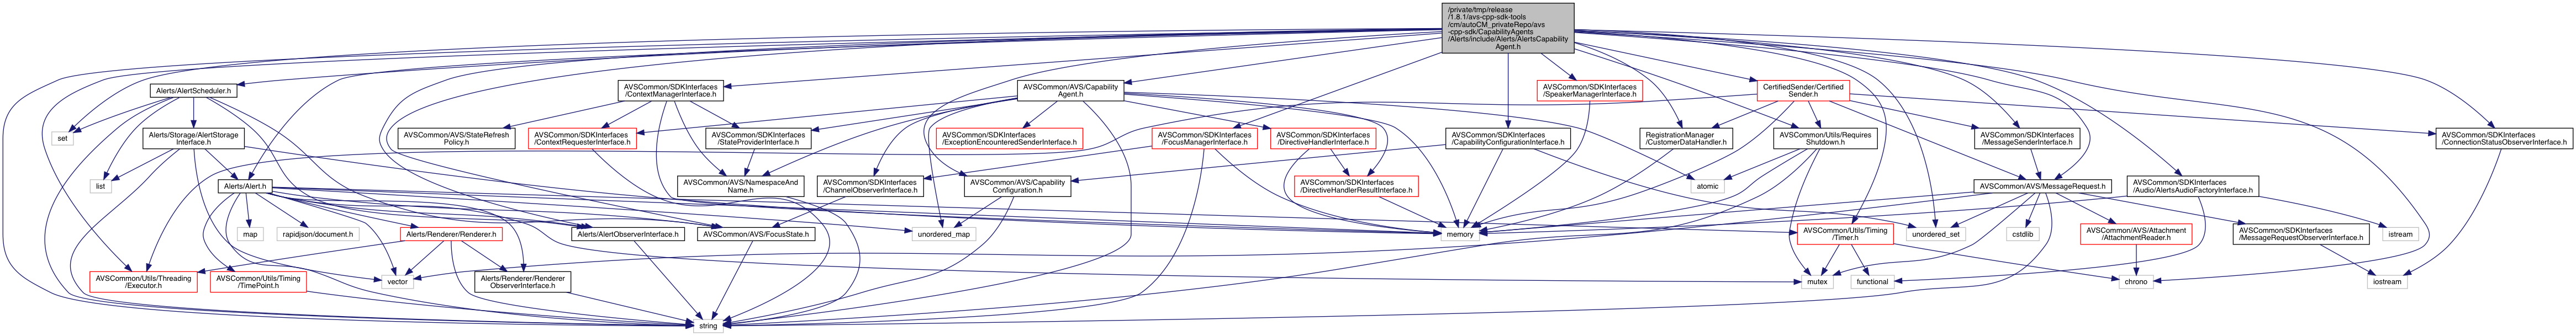 /private/tmp/release
/1.8.1/avs-cpp-sdk-tools
/cm/autoCM_privateRepo/avs
-cpp-sdk/CapabilityAgents
/Alerts/include/Alerts/AlertsCapability
Agent.h
Alerts/AlertScheduler.h
AVSCommon/SDKInterfaces
/ContextManagerInterface.h
AVSCommon/AVS/Capability
Agent.h
AVSCommon/SDKInterfaces
/SpeakerManagerInterface.h
CertifiedSender/Certified
Sender.h
set
Alerts/Storage/AlertStorage
Interface.h
AVSCommon/AVS/StateRefresh
Policy.h
AVSCommon/SDKInterfaces
/ContextRequesterInterface.h
AVSCommon/SDKInterfaces
/StateProviderInterface.h
AVSCommon/SDKInterfaces
/ExceptionEncounteredSenderInterface.h
AVSCommon/SDKInterfaces
/FocusManagerInterface.h
AVSCommon/SDKInterfaces
/DirectiveHandlerInterface.h
AVSCommon/SDKInterfaces
/CapabilityConfigurationInterface.h
RegistrationManager
/CustomerDataHandler.h
AVSCommon/Utils/Requires
Shutdown.h
AVSCommon/SDKInterfaces
/MessageSenderInterface.h
AVSCommon/SDKInterfaces
/ConnectionStatusObserverInterface.h
list
Alerts/Alert.h
AVSCommon/AVS/NamespaceAnd
Name.h
AVSCommon/SDKInterfaces
/ChannelObserverInterface.h
AVSCommon/AVS/Capability
Configuration.h
AVSCommon/SDKInterfaces
/DirectiveHandlerResultInterface.h
atomic
AVSCommon/AVS/MessageRequest.h
AVSCommon/SDKInterfaces
/Audio/AlertsAudioFactoryInterface.h
map
rapidjson/document.h
Alerts/Renderer/Renderer.h
Alerts/AlertObserverInterface.h
AVSCommon/AVS/FocusState.h
unordered_map
memory
AVSCommon/Utils/Timing
/Timer.h
unordered_set
cstdlib
AVSCommon/AVS/Attachment
/AttachmentReader.h
AVSCommon/SDKInterfaces
/MessageRequestObserverInterface.h
istream
AVSCommon/Utils/Threading
/Executor.h
AVSCommon/Utils/Timing
/TimePoint.h
vector
Alerts/Renderer/Renderer
ObserverInterface.h
mutex
functional
chrono
iostream
string